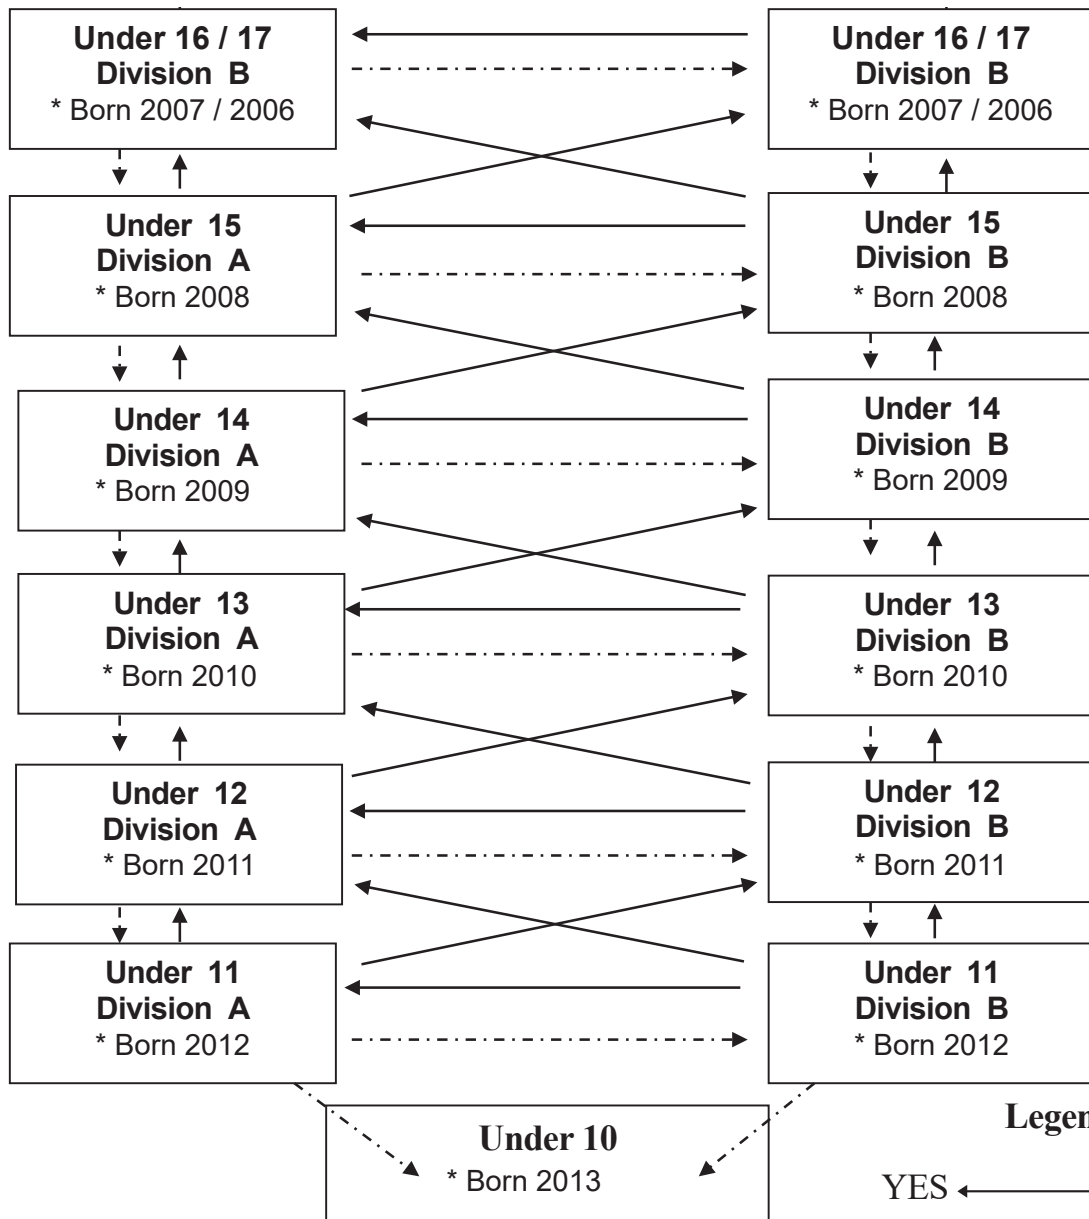 Under 16 / 17
Division B
* Born 2007 / 2006
Under 16 / 17
Division B
* Born 2007 / 2006
Under 15
Division A
* Born 2008
Under 15
Division B
* Born 2008
Under 14
Division A
* Born 2009
Under 14
Division B
* Born 2009
Under 13
Division A
* Born 2010
Under 13
Division B
* Born 2010
Under 12
Division A
* Born 2011
Under 12
Division B
* Born 2011
Under 11
Division A
* Born 2012
Under 11
Division B
* Born 2012
Under 10
* Born 2013
Legen
YES